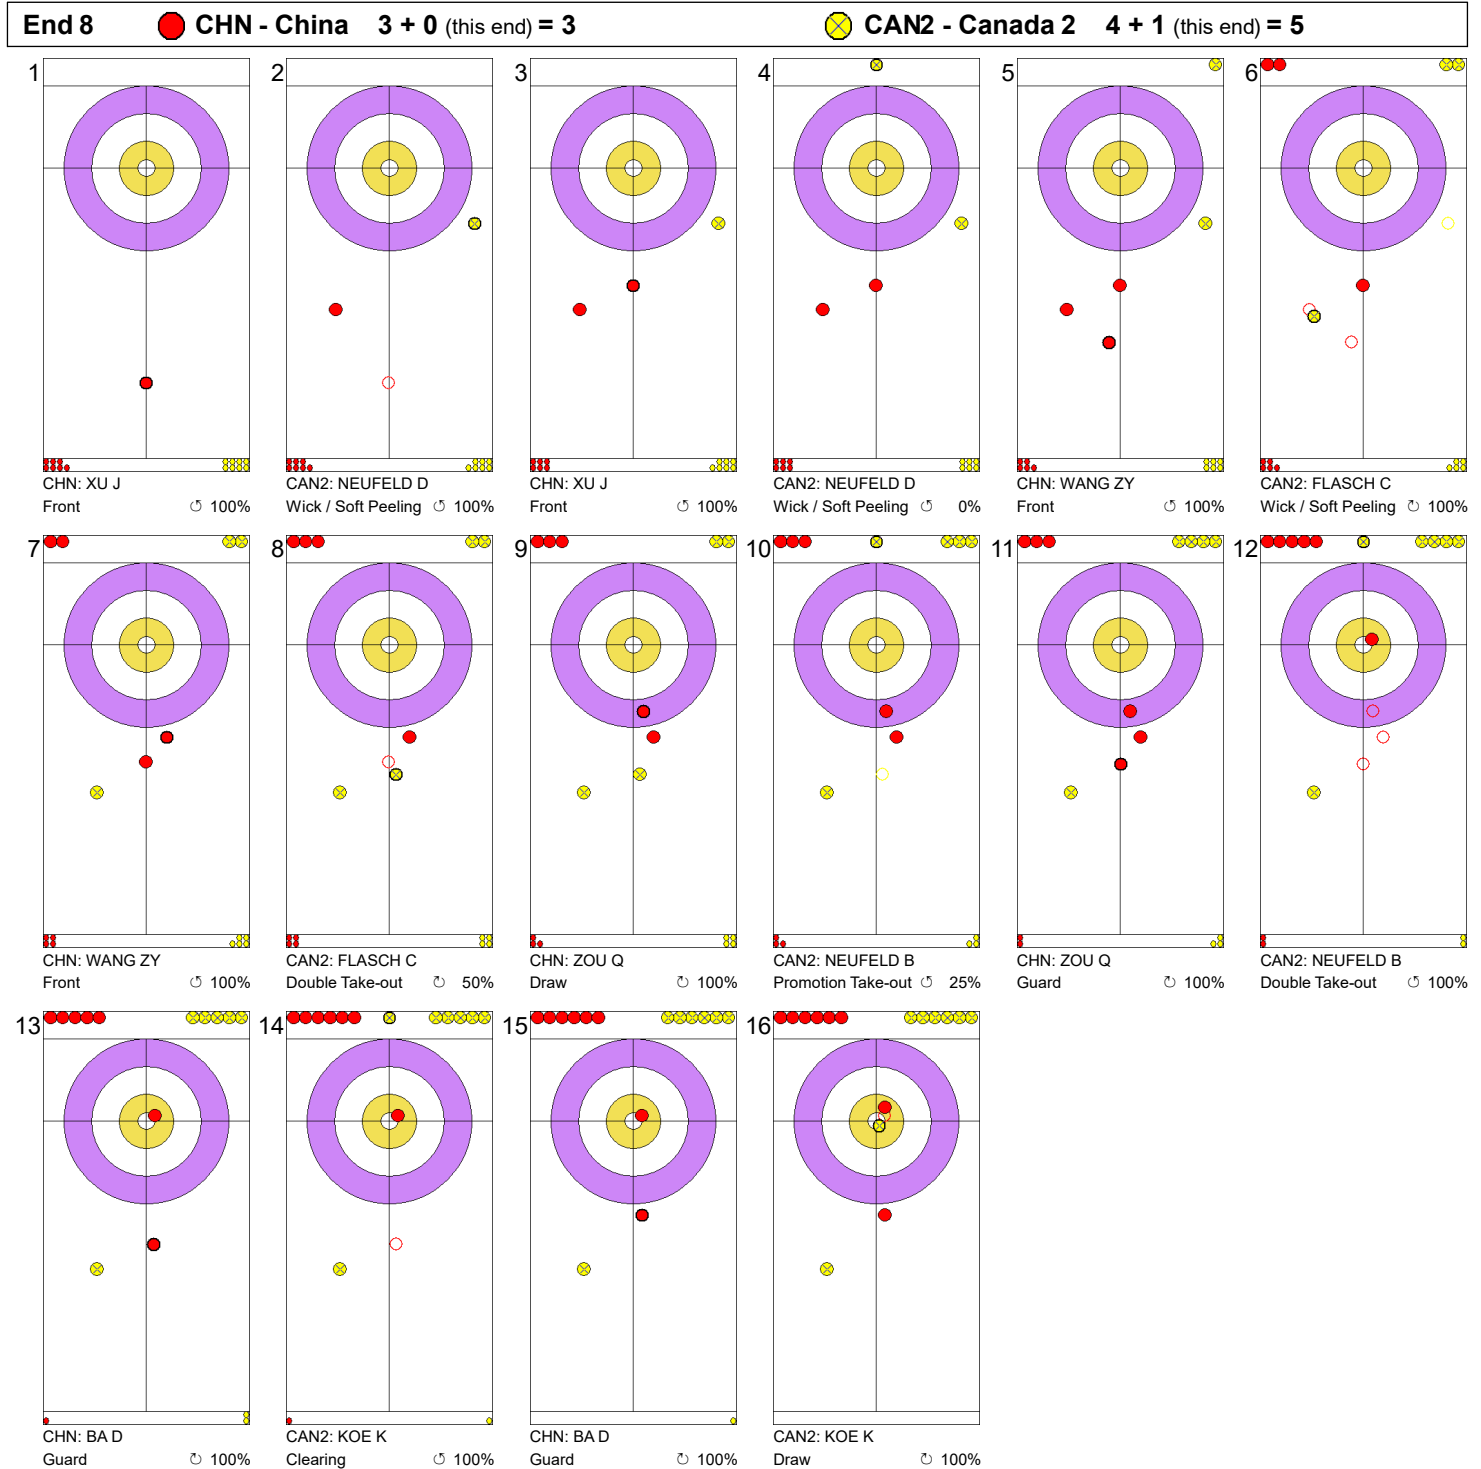 End 8 CHN - China 3 + 0 (this end) = 3 CAN2 - Canada 2 4 + 1 (this end) = 5
1 2 3 4 5 6
CHN: XU J CAN2: NEUFELD D CHN: XU J CAN2: NEUFELD D CHN: WANG ZY CAN2: FLASCH C
Front ↺ 100% Wick / Soft Peeling ↺ 100% Front ↺ 100% Wick / Soft Peeling ↺ 0% Front ↺ 100% Wick / Soft Peeling ↻ 100%
7 8 9 10 11 12
CHN: WANG ZY CAN2: FLASCH C CHN: ZOU Q CAN2: NEUFELD B CHN: ZOU Q CAN2: NEUFELD B
Front ↺ 100% Double Take-out ↻ 50% Draw ↻ 100% Promotion Take-out ↺ 25% Guard ↺ 100% Double Take-out ↻ 100%
13 14 15 16
CHN: BA D CAN2: KOE K CHN: BA D CAN2: KOE K
Guard ↻ 100% Clearing ↻ 100% Guard ↻ 100% Draw ↻ 100%